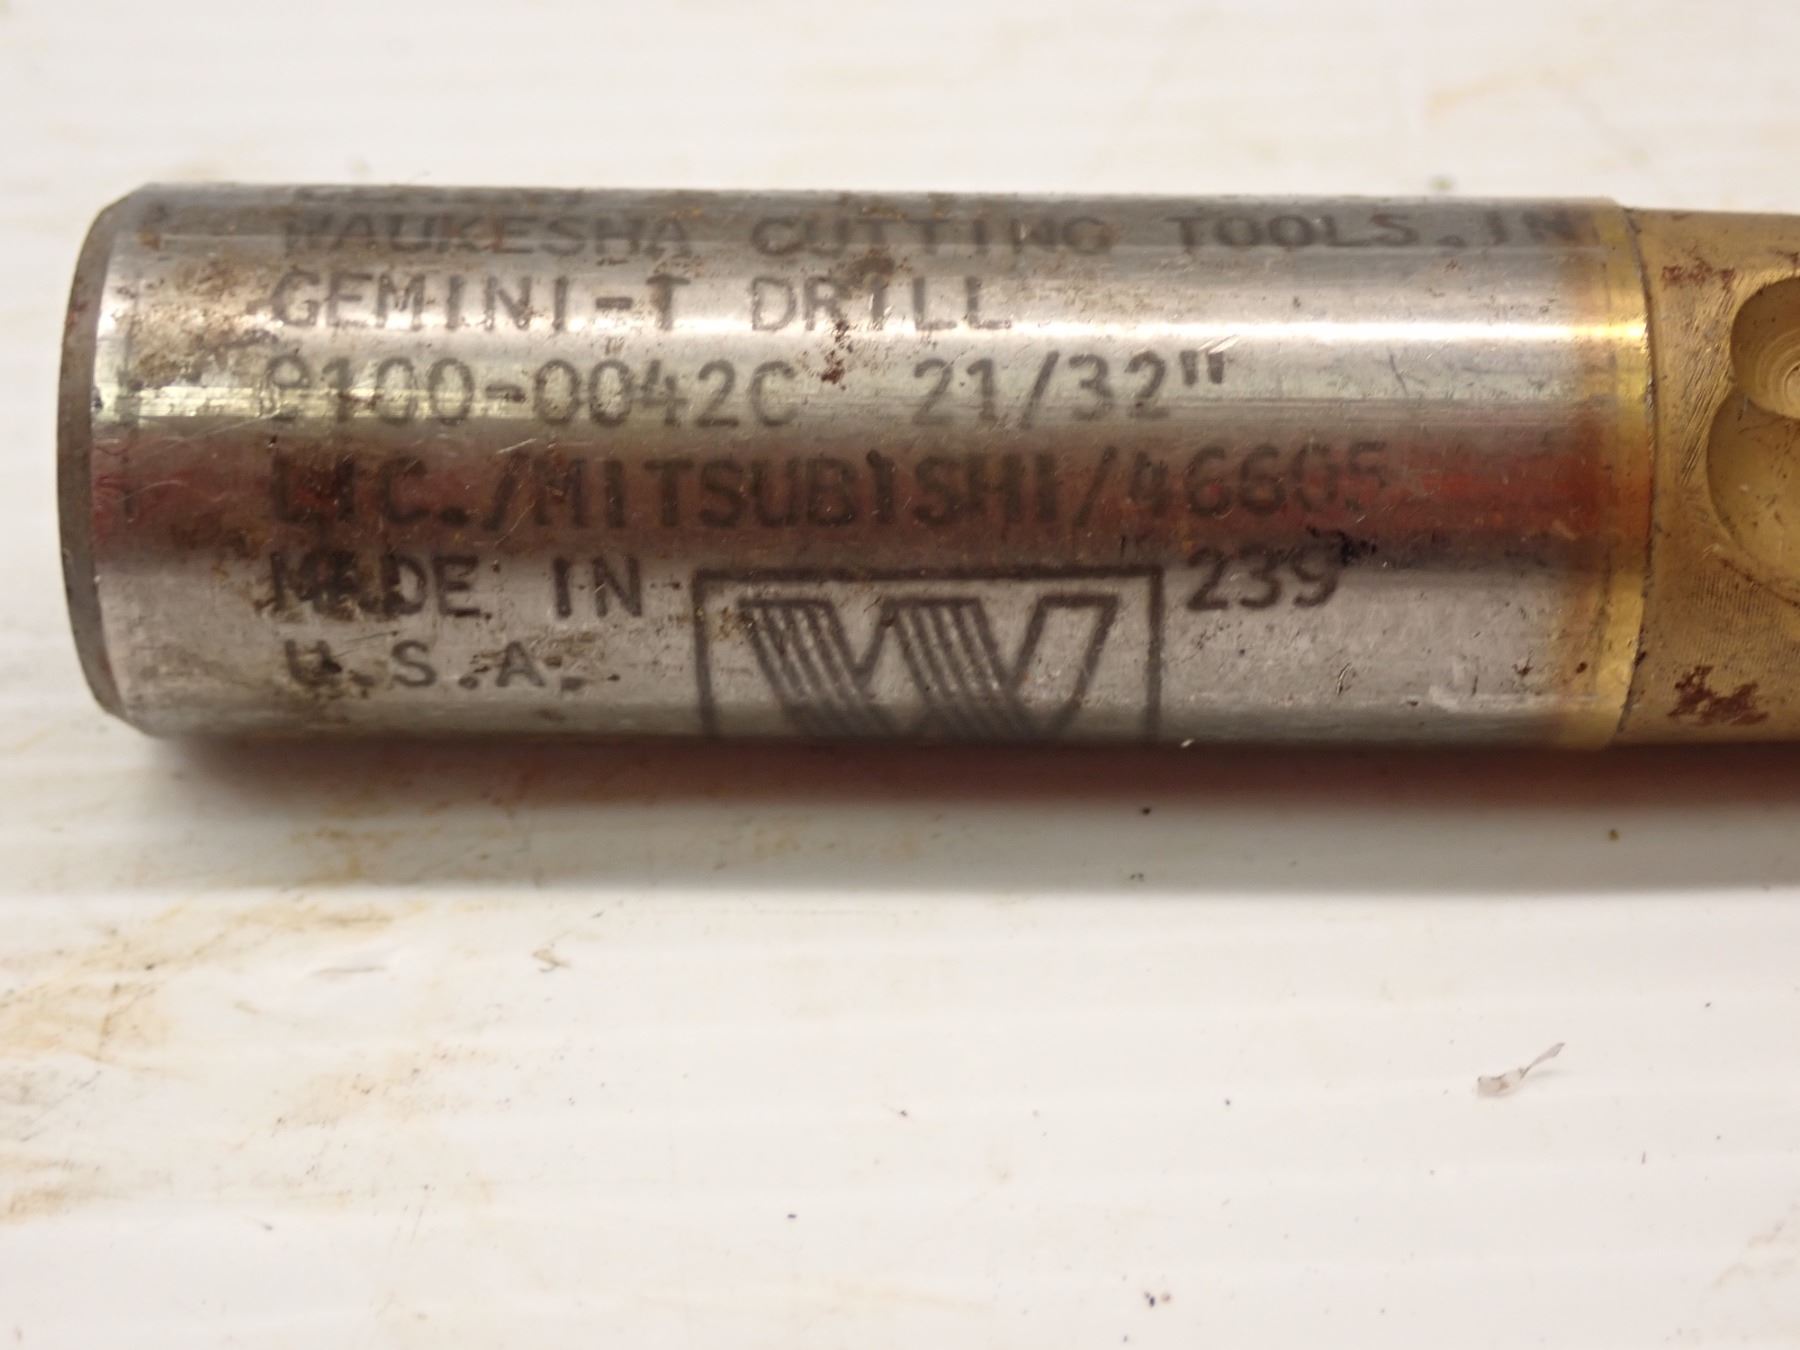 WAUKESHA CUTTING TOOLS, IN
GEMINI-T DRILL
9100-0042C 21/32"
LIC./MITSUBISHI/46605
MADE IN
239
U.S.A.
W